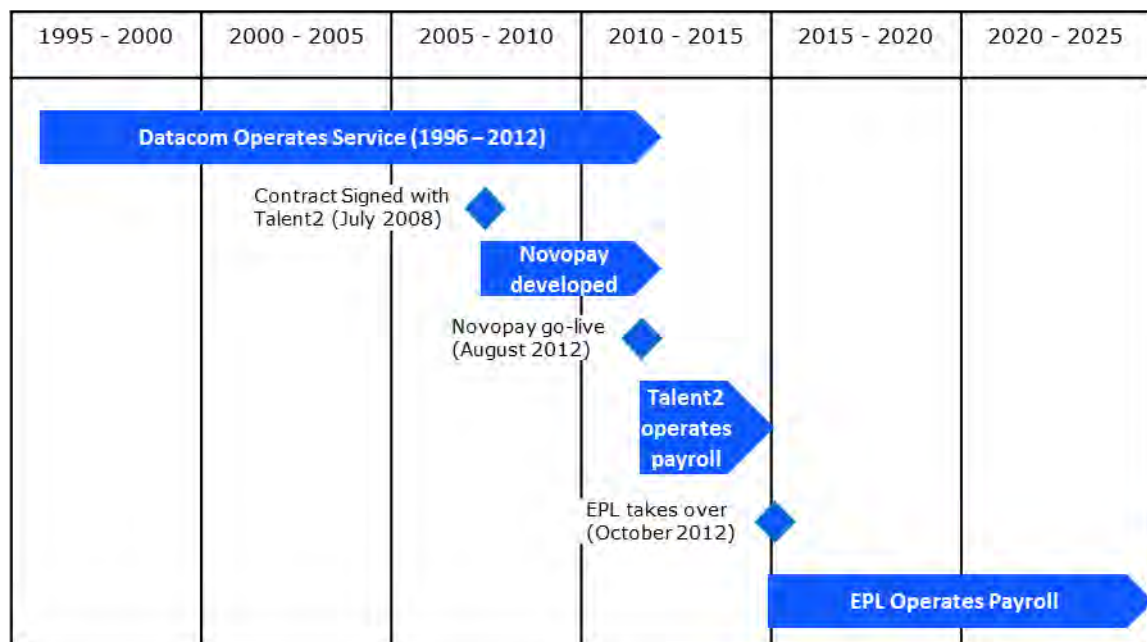 1995 - 2000
2000 - 2005
2005 - 2010
2010 - 2015
2015 - 2020
2020 - 2025
Datacom Operates Service (1996 – 2012)
Contract Signed with
Talent2 (July 2008)
Novopay
developed
Novopay go-live
(August 2012)
Talent2
operates
payroll
EPL takes over
(October 2012)
EPL Operates Payroll